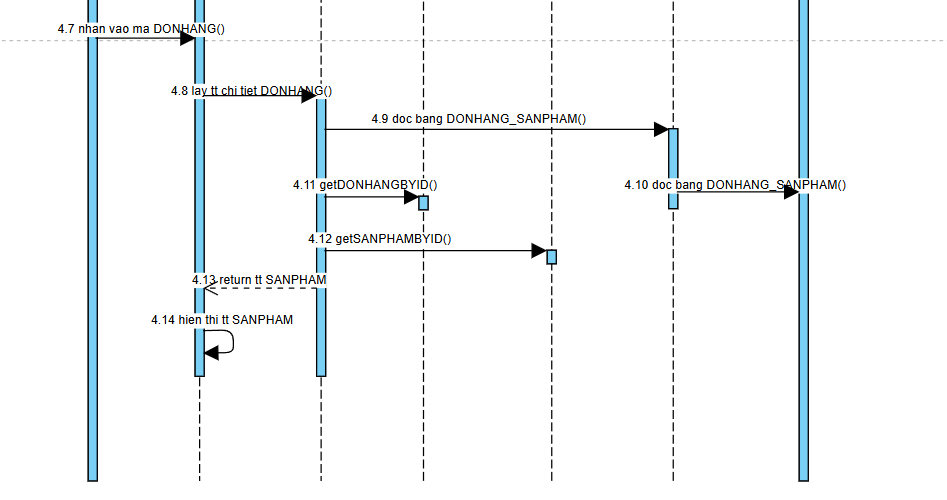 4.7 nhan vao ma DONHANG()
4.8 lay tt chi tiet DONHANG()
4.9 doc bang DONHANG_SANPHAM()
4.10 doc bang DONHANG_SANPHAM()
4.11 getDONHANGBYID()
4.12 getSANPHAMBYID()
4.13 return tt SANPHAM
4.14 hien thi tt SANPHAM